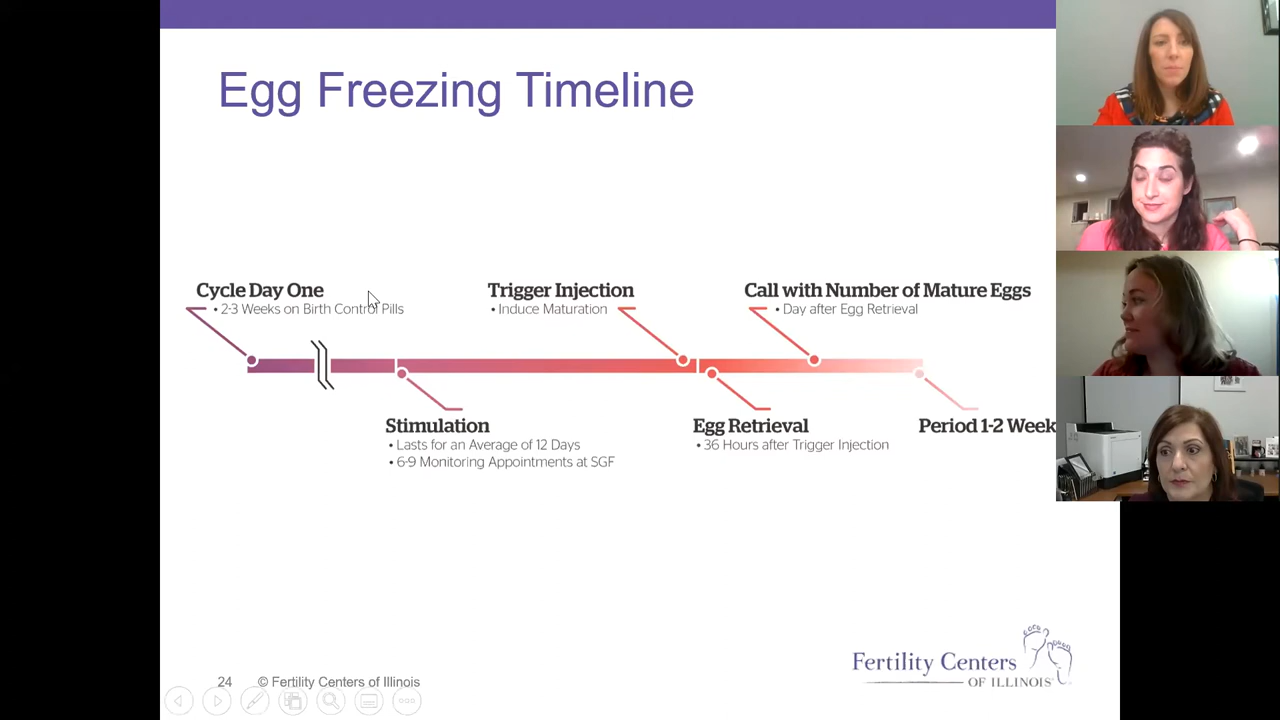 Egg Freezing Timeline
Cycle Day One
• 2-3 Weeks on Birth Control Pills
Trigger Injection
• Induce Maturation
Call with Number of Mature Eggs
• Day after Egg Retrieval
Stimulation
• Lasts for an Average of 12 Days
• 6-9 Monitoring Appointments at SGF
Egg Retrieval
• 36 Hours after Trigger Injection
Period 1-2 Week
24 © Fertility Centers of Illinois
Fertility Centers
OF ILLINOIS